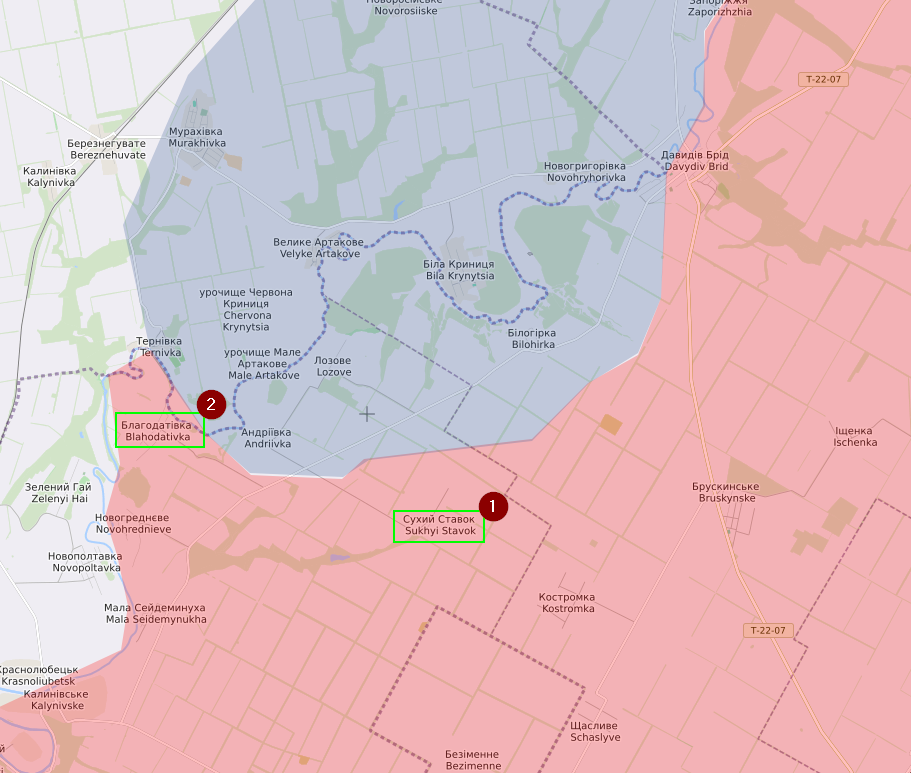 Новоросійське
Novorosiiske
Запоріжжя
Zaporizhzhia
T-22-07
Мурахівка
Murakhivka
Березнегувате
Bereznehuvate
Калинівка
Kalynivka
Давидів Брід
Davydiv Brid
Новогригорівка
Novohryhorivka
Велике Артакове
Velyke Artakove
Біла Криниця
Bila Krynytsia
урочище Червона
Криниця
Chervona
Krynytsia
Білогірка
Bilohirka
Тернівка
Ternivka
урочище Мале
Артакове
Male Artakove
Лозове
Lozove
2
Благодатівка
Blahodativka
Андріївка
Andriivka
Іщенка
Ischenka
Зелений Гай
Zelenyi Hai
Брускинське
Bruskynske
1
Сухий Ставок
Sukhyi Stavok
Новогреднєве
Novohrednieve
Новополтавка
Novopoltavka
Костромка
Kostromka
Мала Сейдеминуха
Mala Seidemynukha
T-22-07
Краснолюбецьк
Krasnoliubetsk
Калинівське
Kalynivske
Щасливе
Schaslyve
Безіменне
Bezimenne